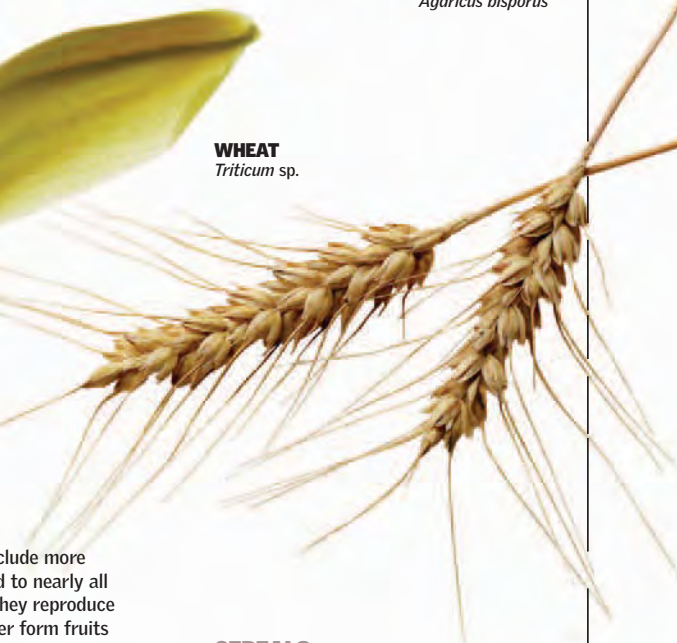 Agaricus bisporus
WHEAT
Triticum sp.
clude more
d to nearly all
hey reproduce
er form fruits